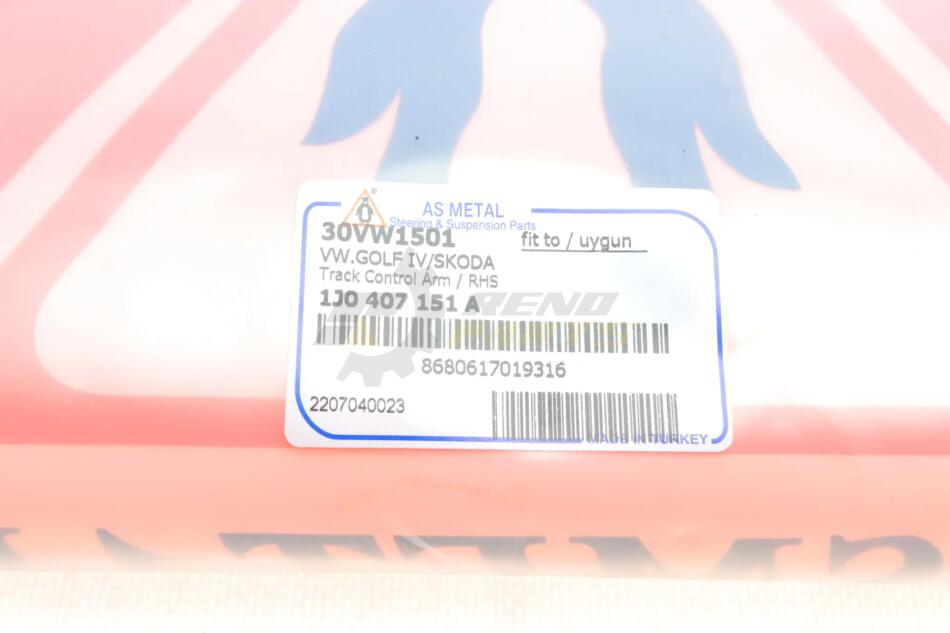 AS METAL
Steering & Suspension Parts
30VW1501
fit to / uygun
VW.GOLF IV/SKODA
Track Control Arm / RHS
1J0 407 151 A
RENO
8680617019316
2207040023
MADE IN TURKEY